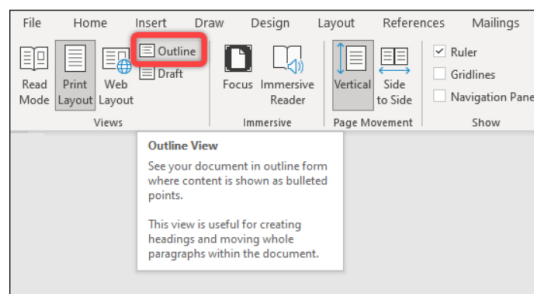 File Home Insert Draw Design Layout References Mailings
Outline
Draft
Read Mode
Print Layout
Web Layout
Views
Focus
Immersive Reader
Immersive
Vertical
Side to Side
Page Movement
Ruler
Gridlines
Navigation Pane
Show
Outline View
See your document in outline form
where content is shown as bulleted
points.
This view is useful for creating
headings and moving whole
paragraphs within the document.